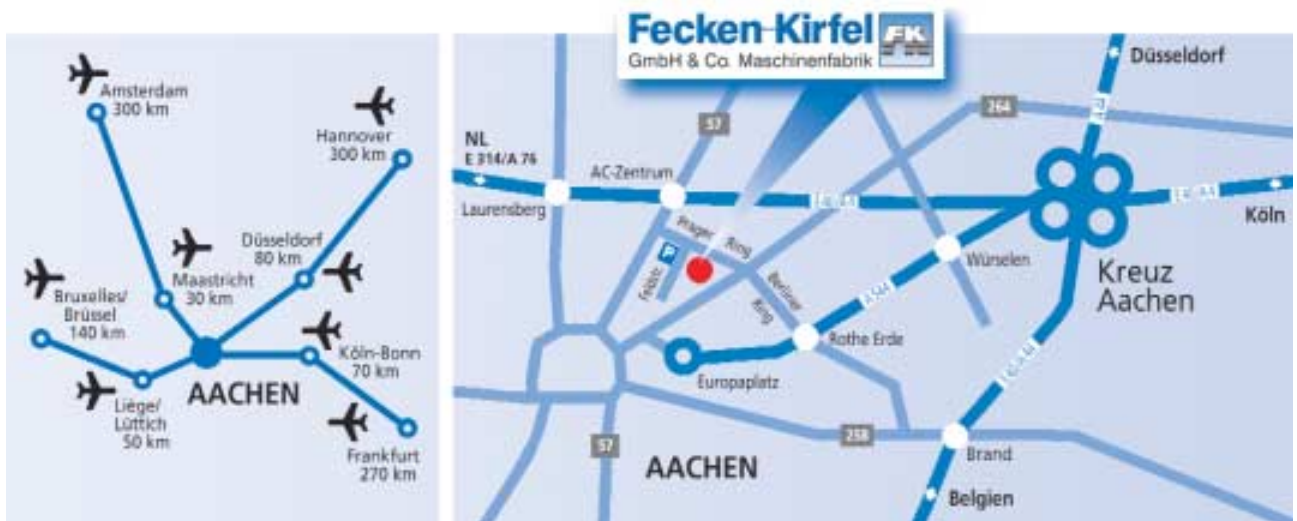 Amsterdam
300 km
Hannover
300 km
Düsseldorf
80 km
Maastricht
30 km
Bruxelles/
Brüssel
140 km
Köln-Bonn
70 km
AACHEN
Liège/
Lüttich
50 km
Frankfurt
270 km
Fecken-Kirfel
GmbH & Co. Maschinenfabrik
FK
Düsseldorf
57
264
NL
E 314/A 76
AC-Zentrum
Laurensberg
Köln
Prager Ring
P
Feldstr.
Würselen
Kreuz
Aachen
Berliner
Ring
A 544
Rothe Erde
Europaplatz
258
57
AACHEN
Brand
Belgien